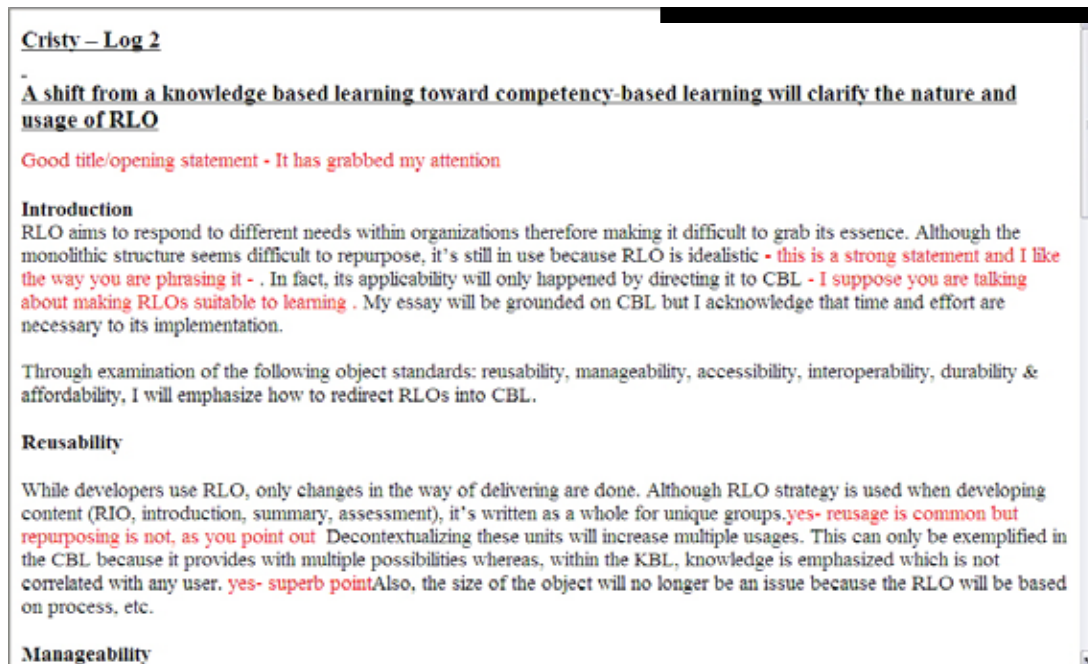 Cristy – Log 2
A shift from a knowledge based learning toward competency-based learning will clarify the nature and
usage of RLO
Good title/opening statement - It has grabbed my attention
Introduction
RLO aims to respond to different needs within organizations therefore making it difficult to grab its essence. Although the
monolithic structure seems difficult to repurpose, it’s still in use because RLO is idealistic - this is a strong statement and I like
the way you are phrasing it - . In fact, its applicability will only happened by directing it to CBL - I suppose you are talking
about making RLOs suitable to learning . My essay will be grounded on CBL but I acknowledge that time and effort are
necessary to its implementation.
Through examination of the following object standards: reusability, manageability, accessibility, interoperability, durability &
affordability, I will emphasize how to redirect RLOs into CBL.
Reusability
While developers use RLO, only changes in the way of delivering are done. Although RLO strategy is used when developing
content (RIO, introduction, summary, assessment), it’s written as a whole for unique groups.yes- reusage is common but
repurposing is not, as you point out Decontextualizing these units will increase multiple usages. This can only be exemplified in
the CBL because it provides with multiple possibilities whereas, within the KBL, knowledge is emphasized which is not
correlated with any user. yes- superb pointAlso, the size of the object will no longer be an issue because the RLO will be based
on process, etc.
Manageability